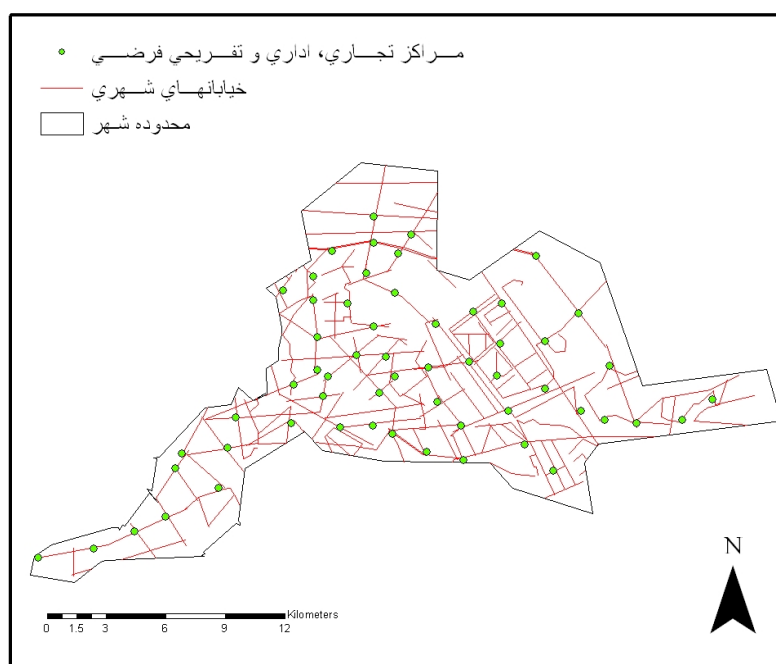 مراكز تجاري، اداري و تفريحي فرضي
خيابانهاي شهري
محدوده شهر
N
Kilometers
0 1.5 3 6 9 12